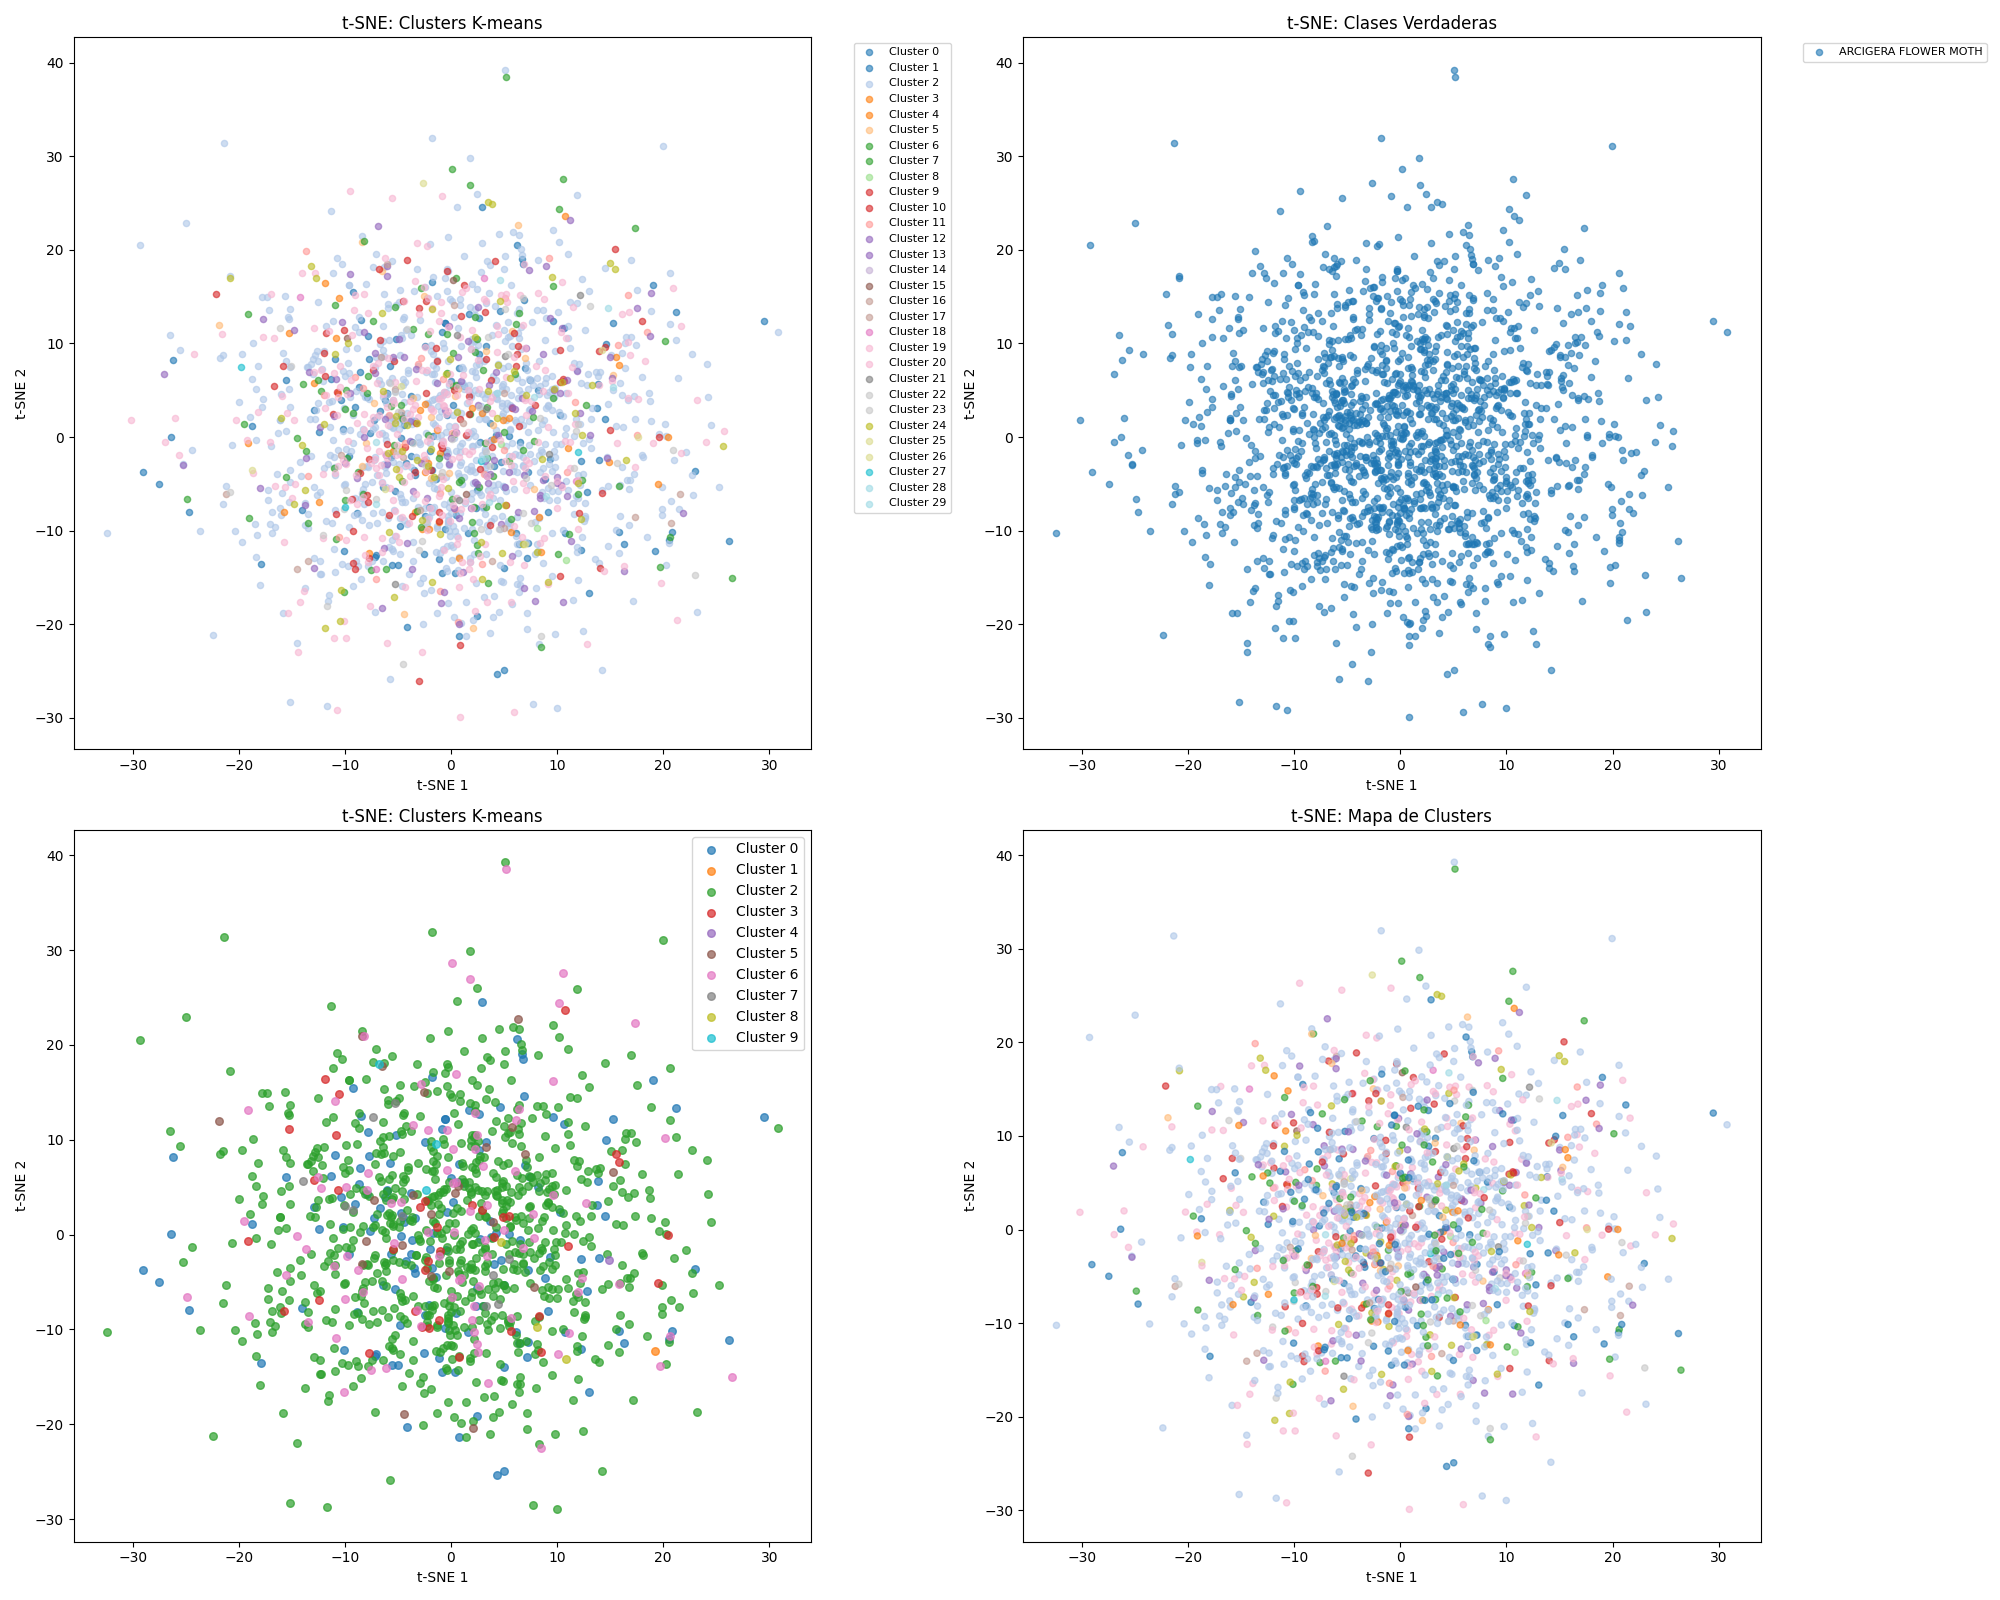 t-SNE: Clusters K-means
t-SNE 2
40
30
20
10
0
−10
−20
−30
−30
−20
−10
0
10
20
30
t-SNE 1
Cluster 0
Cluster 1
Cluster 2
Cluster 3
Cluster 4
Cluster 5
Cluster 6
Cluster 7
Cluster 8
Cluster 9
Cluster 10
Cluster 11
Cluster 12
Cluster 13
Cluster 14
Cluster 15
Cluster 16
Cluster 17
Cluster 18
Cluster 19
Cluster 20
Cluster 21
Cluster 22
Cluster 23
Cluster 24
Cluster 25
Cluster 26
Cluster 27
Cluster 28
Cluster 29
t-SNE: Clases Verdaderas
t-SNE 2
40
30
20
10
0
−10
−20
−30
−30
−20
−10
0
10
20
30
t-SNE 1
ARCIGERA FLOWER MOTH
t-SNE: Clusters K-means
t-SNE 2
40
30
20
10
0
−10
−20
−30
−30
−20
−10
0
10
20
30
t-SNE 1
Cluster 0
Cluster 1
Cluster 2
Cluster 3
Cluster 4
Cluster 5
Cluster 6
Cluster 7
Cluster 8
Cluster 9
t-SNE: Mapa de Clusters
t-SNE 2
40
30
20
10
0
−10
−20
−30
−30
−20
−10
0
10
20
30
t-SNE 1